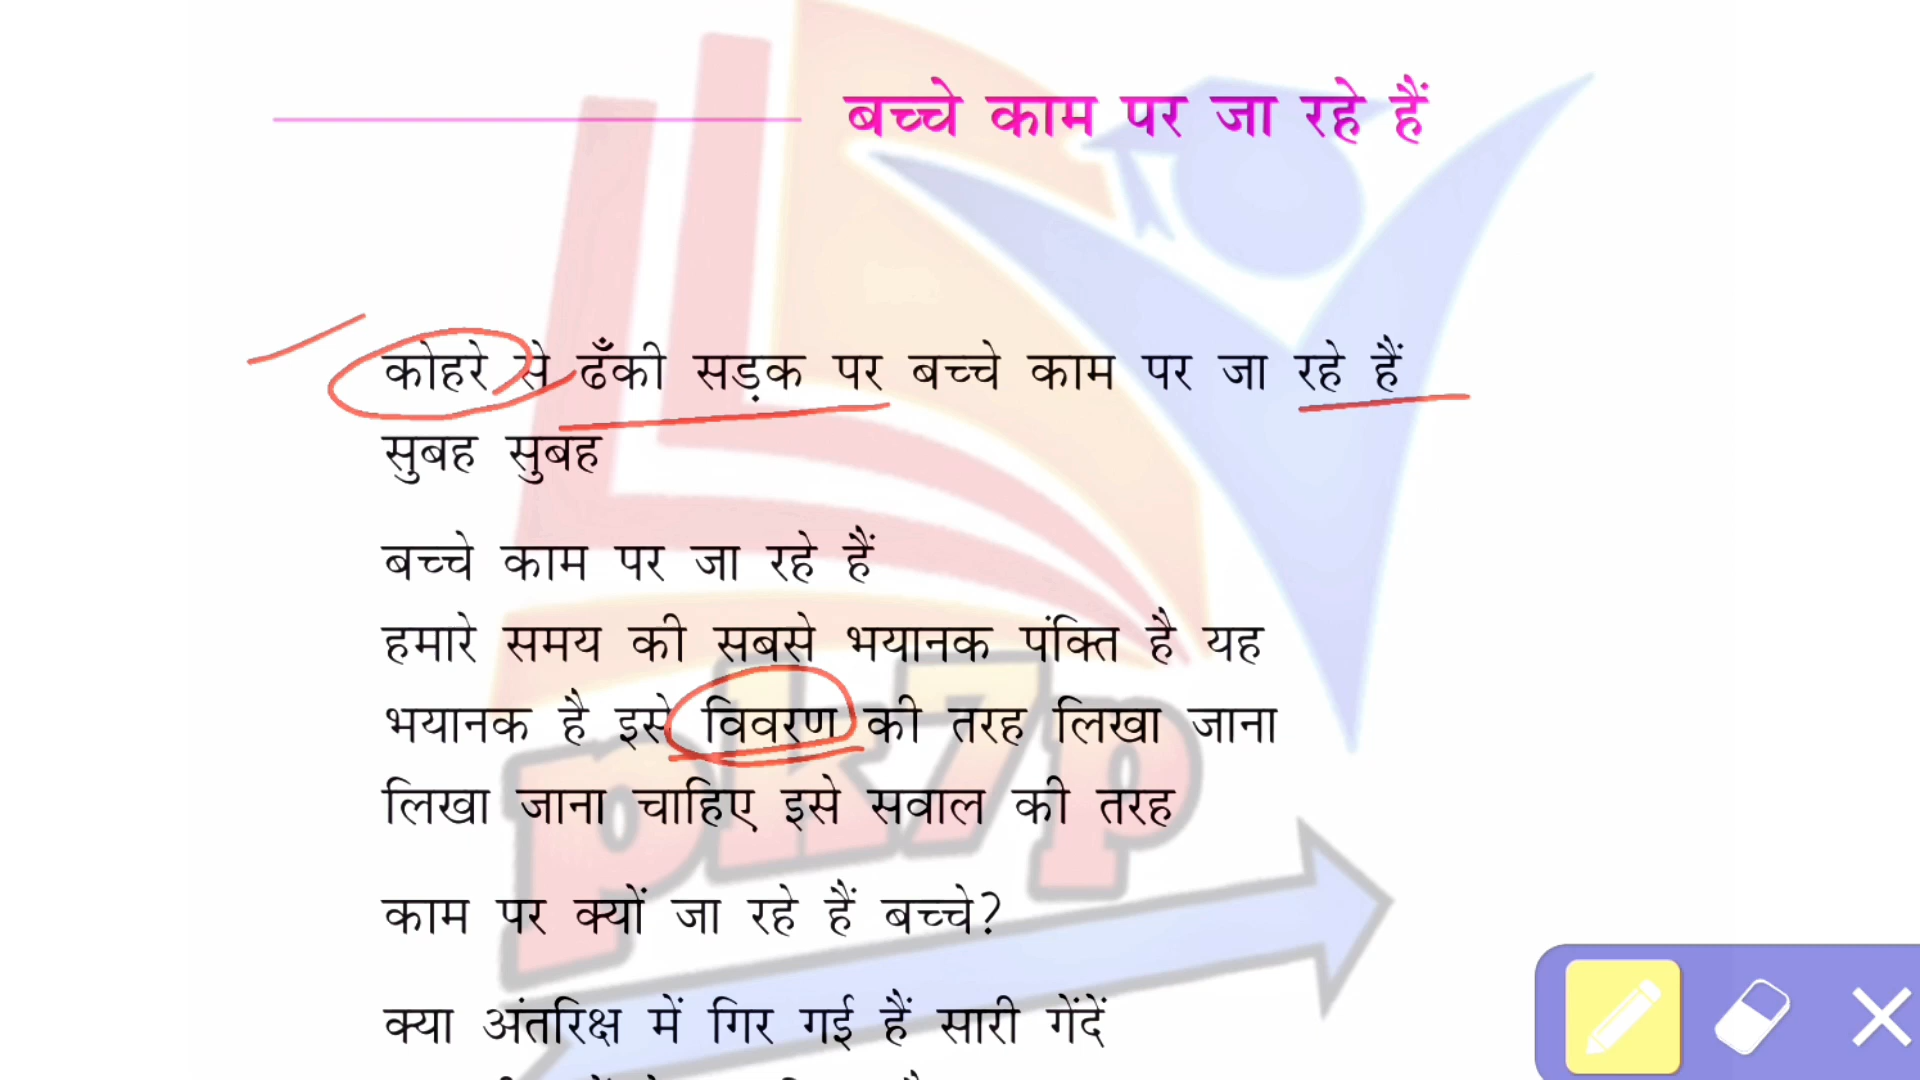 बच्चे काम पर जा रहे हैं
कोहरे से ढँकी सड़क पर बच्चे काम पर जा रहे हैं
सुबह सुबह
बच्चे काम पर जा रहे हैं
हमारे समय की सबसे भयानक पंक्ति है यह
भयानक है इसे विवरण की तरह लिखा जाना
लिखा जाना चाहिए इसे सवाल की तरह
काम पर क्यों जा रहे हैं बच्चे?
क्या अंतरिक्ष में गिर गई हैं सारी गेंदें
pk7p